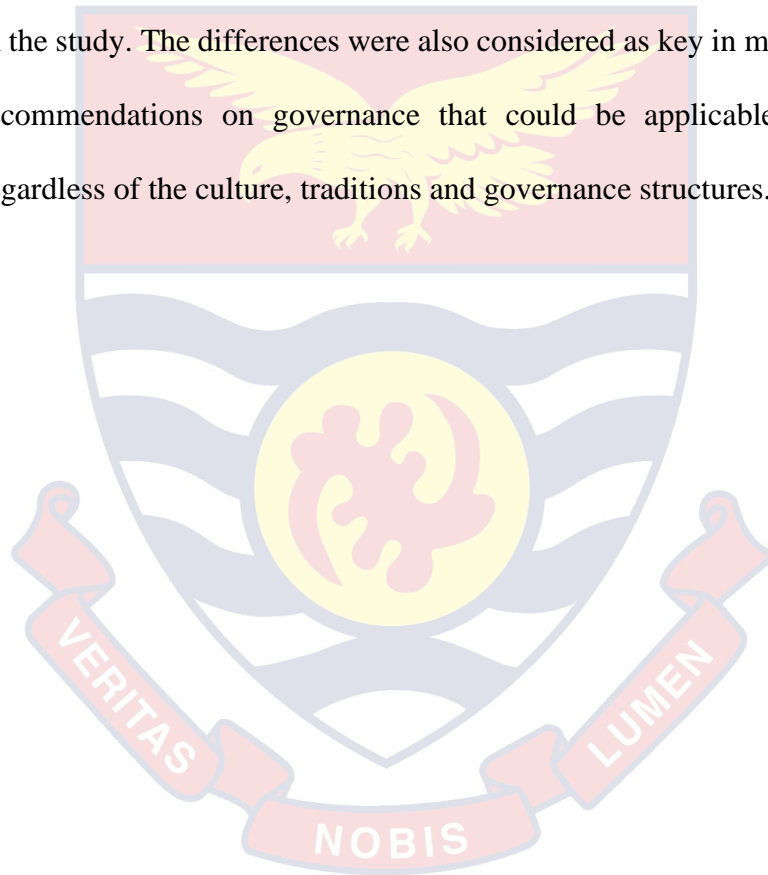 the study. The differences were also considered as key in m
commendations on governance that could be applicable
gardless of the culture, traditions and governance structures.
VERITAS
NOBIS
LUMEN